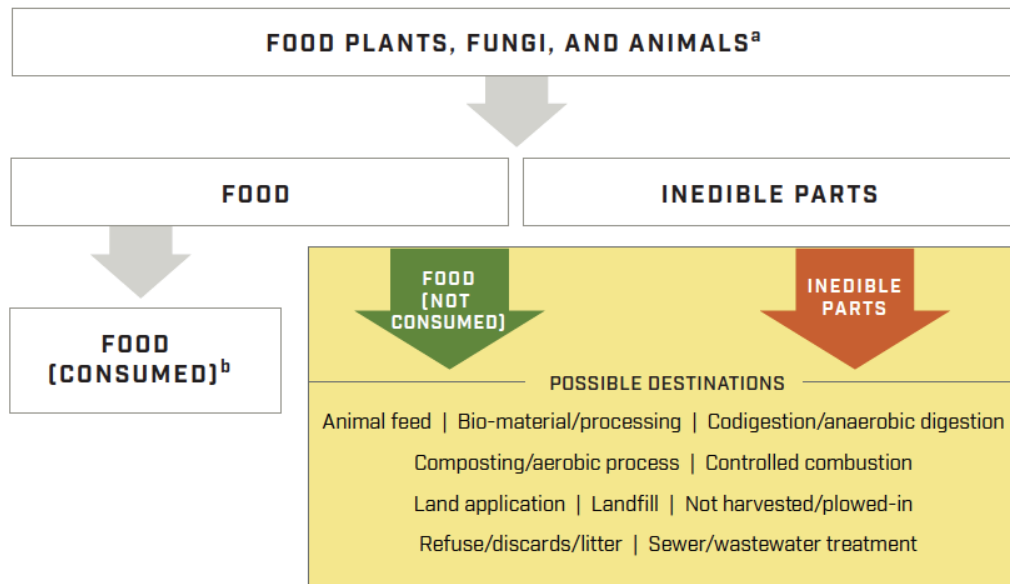 FOOD PLANTS, FUNGI, AND ANIMALSª
FOOD
INEDIBLE PARTS
FOOD
(CONSUMED)ᵇ
FOOD
(NOT
CONSUMED)
INEDIBLE
PARTS
POSSIBLE DESTINATIONS
Animal feed | Bio-material/processing | Codigestion/anaerobic digestion
Composting/aerobic process | Controlled combustion
Land application | Landfill | Not harvested/plowed-in
Refuse/discards/litter | Sewer/wastewater treatment